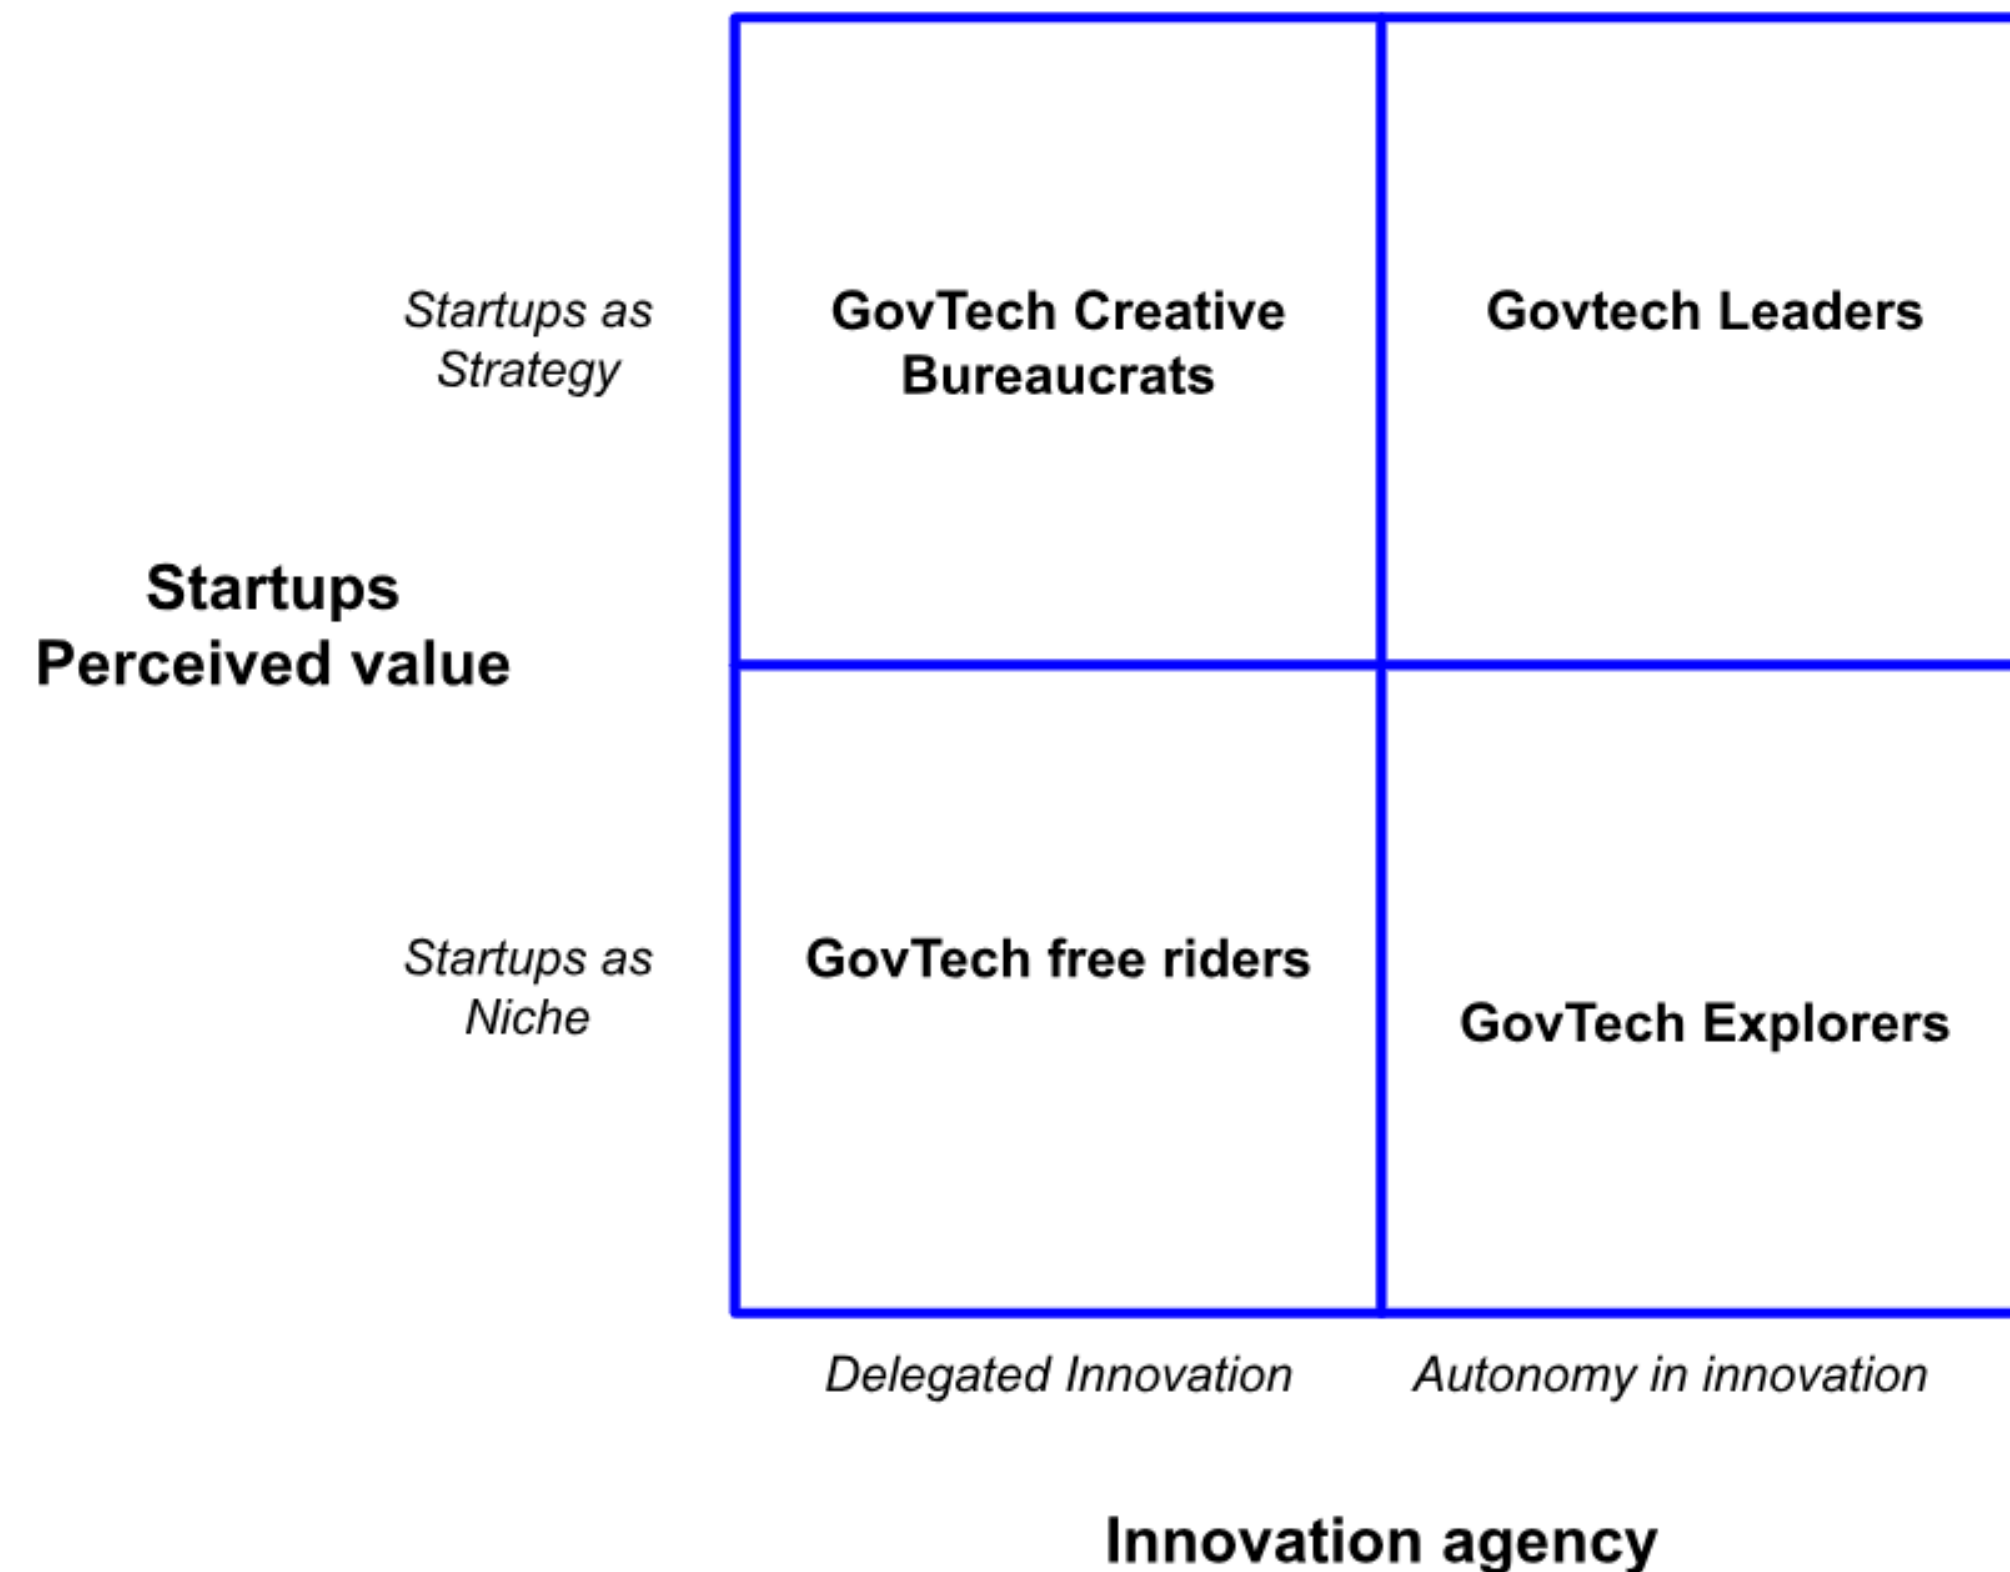 Startups as
Strategy
GovTech Creative
Bureaucrats
Govtech Leaders
Startups
Perceived value
Startups as
Niche
GovTech free riders
GovTech Explorers
Delegated Innovation
Autonomy in innovation
Innovation agency